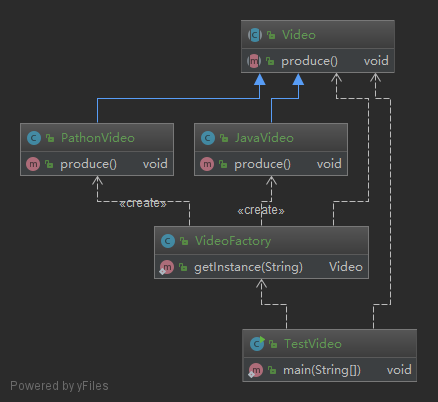 Video
produce() void
PathonVideo
produce() void
JavaVideo
produce() void
«create»
«create»
VideoFactory
getInstance(String) Video
TestVideo
main(String[]) void
Powered by yFiles